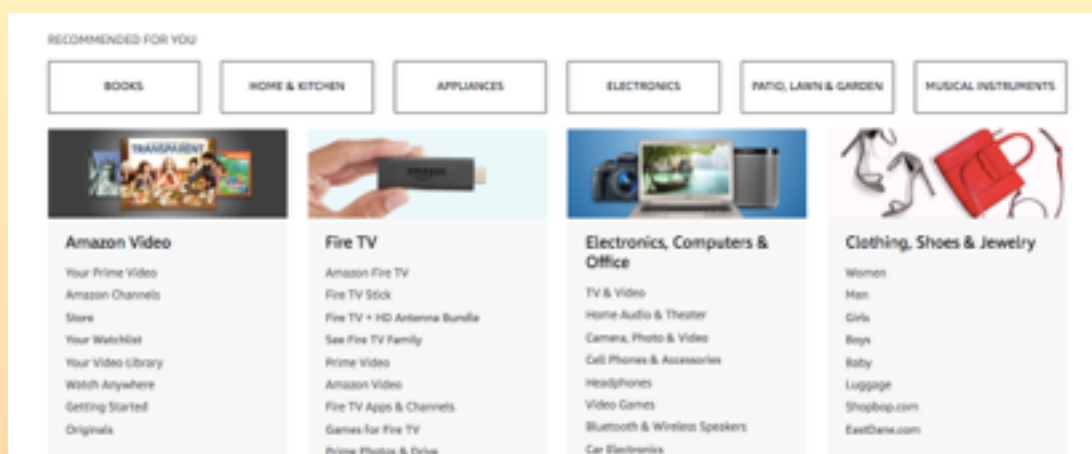 RECOMMENDED FOR YOU
BOOKS
HOME & KITCHEN
APPLIANCES
ELECTRONICS
PATIO, LAWN & GARDEN
MUSICAL INSTRUMENTS
TRANSPARENT
amazon
Amazon Video
Your Prime Video
Amazon Channels
Store
Your Watchlist
Your Video Library
Watch Anywhere
Getting Started
Originals
Fire TV
Amazon Fire TV
Fire TV Stick
Fire TV + HD Antenna Bundle
See Fire TV Family
Prime Video
Amazon Video
Fire TV Apps & Channels
Games for Fire TV
Prime Photos & Drive
Electronics, Computers &
Office
TV & Video
Home Audio & Theater
Camera, Photo & Video
Cell Phones & Accessories
Headphones
Video Games
Bluetooth & Wireless Speakers
Car Electronics
Clothing, Shoes & Jewelry
Women
Men
Girls
Boys
Baby
Luggage
Shopbop.com
EastDane.com